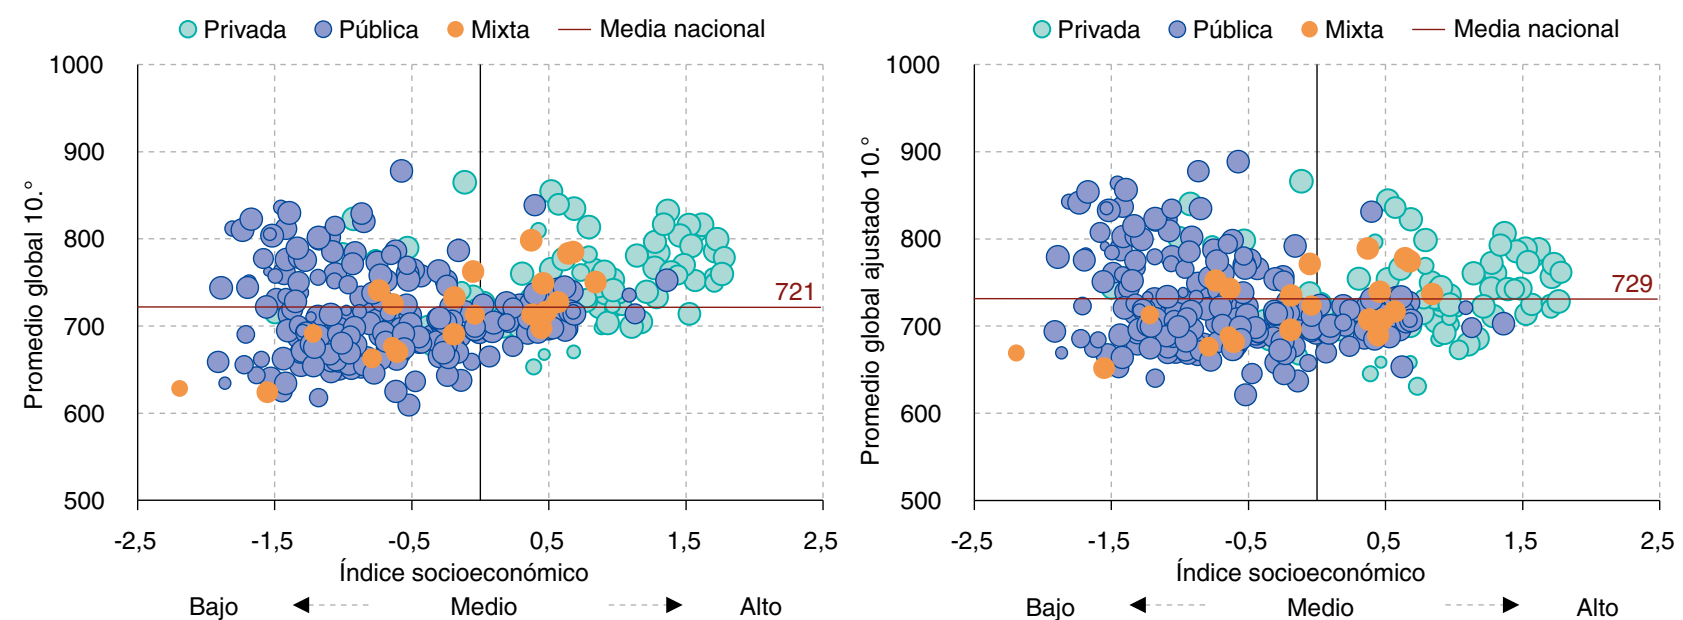 Privada Pública Mixta Media nacional
Promedio global 10.°
1000
900
800
721
700
600
500
-2,5 -1,5 -0,5 0,5 1,5 2,5
Índice socioeconómico
Bajo Medio Alto
Privada Pública Mixta Media nacional
Promedio global ajustado 10.°
1000
900
800
729
700
600
500
-2,5 -1,5 -0,5 0,5 1,5 2,5
Índice socioeconómico
Bajo Medio Alto